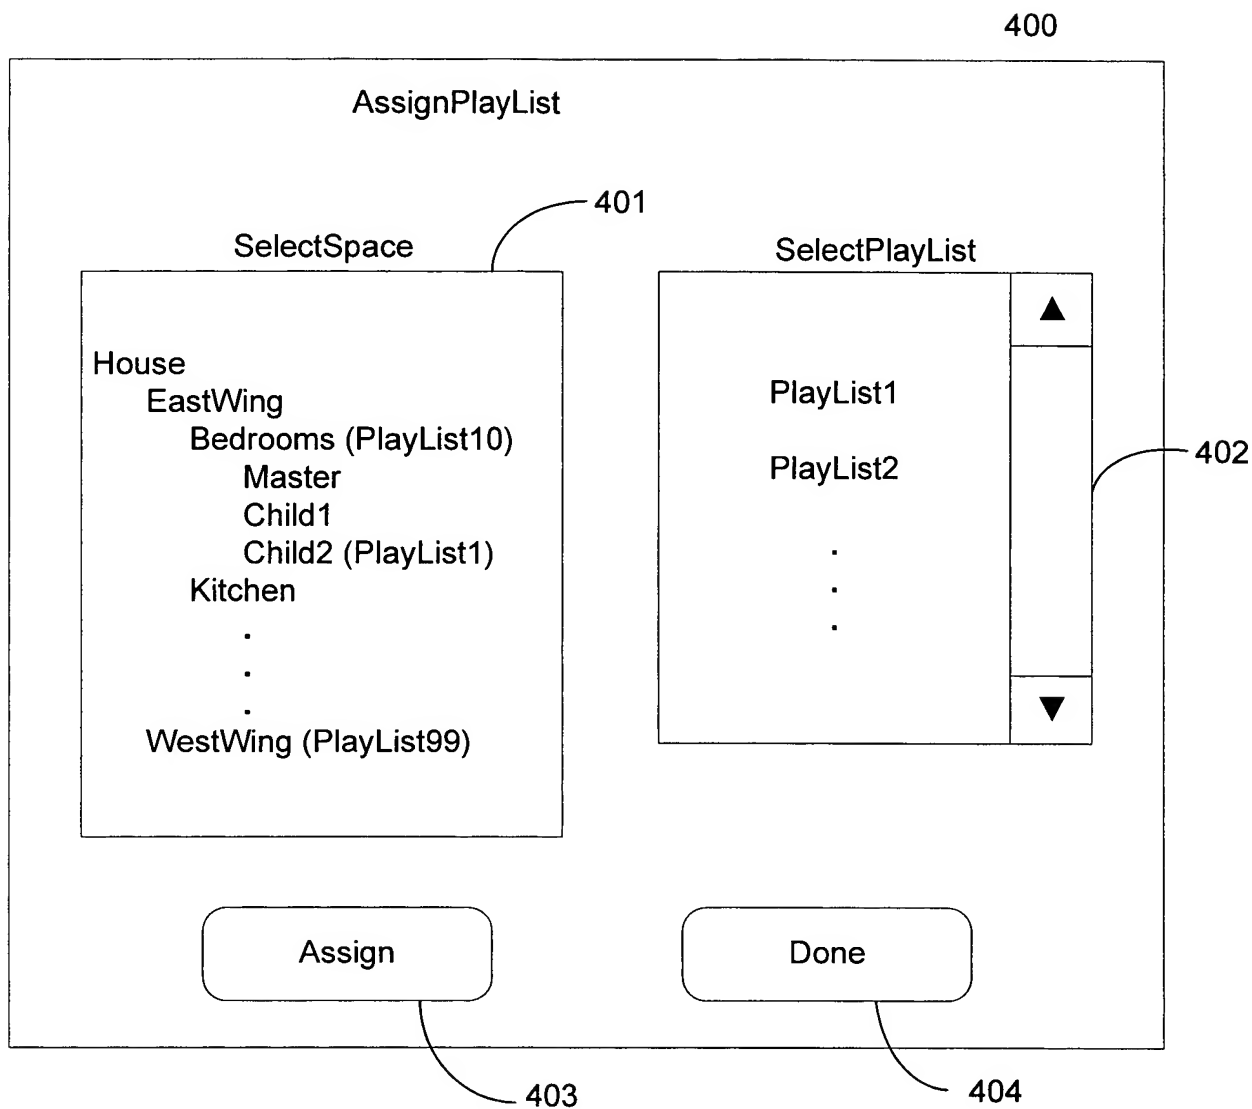 400
AssignPlayList
401
SelectSpace
SelectPlayList
House
EastWing
Bedrooms (PlayList10)
Master
Child1
Child2 (PlayList1)
Kitchen
.
.
.
WestWing (PlayList99)
PlayList1
PlayList2
.
.
.
402
Assign
Done
403
404